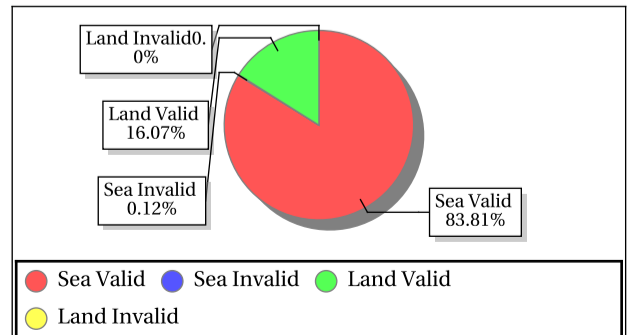 Land Invalid0.
0%
Land Valid
16.07%
Sea Invalid
0.12%
Sea Valid
83.81%
Sea Valid
Sea Invalid
Land Valid
Land Invalid